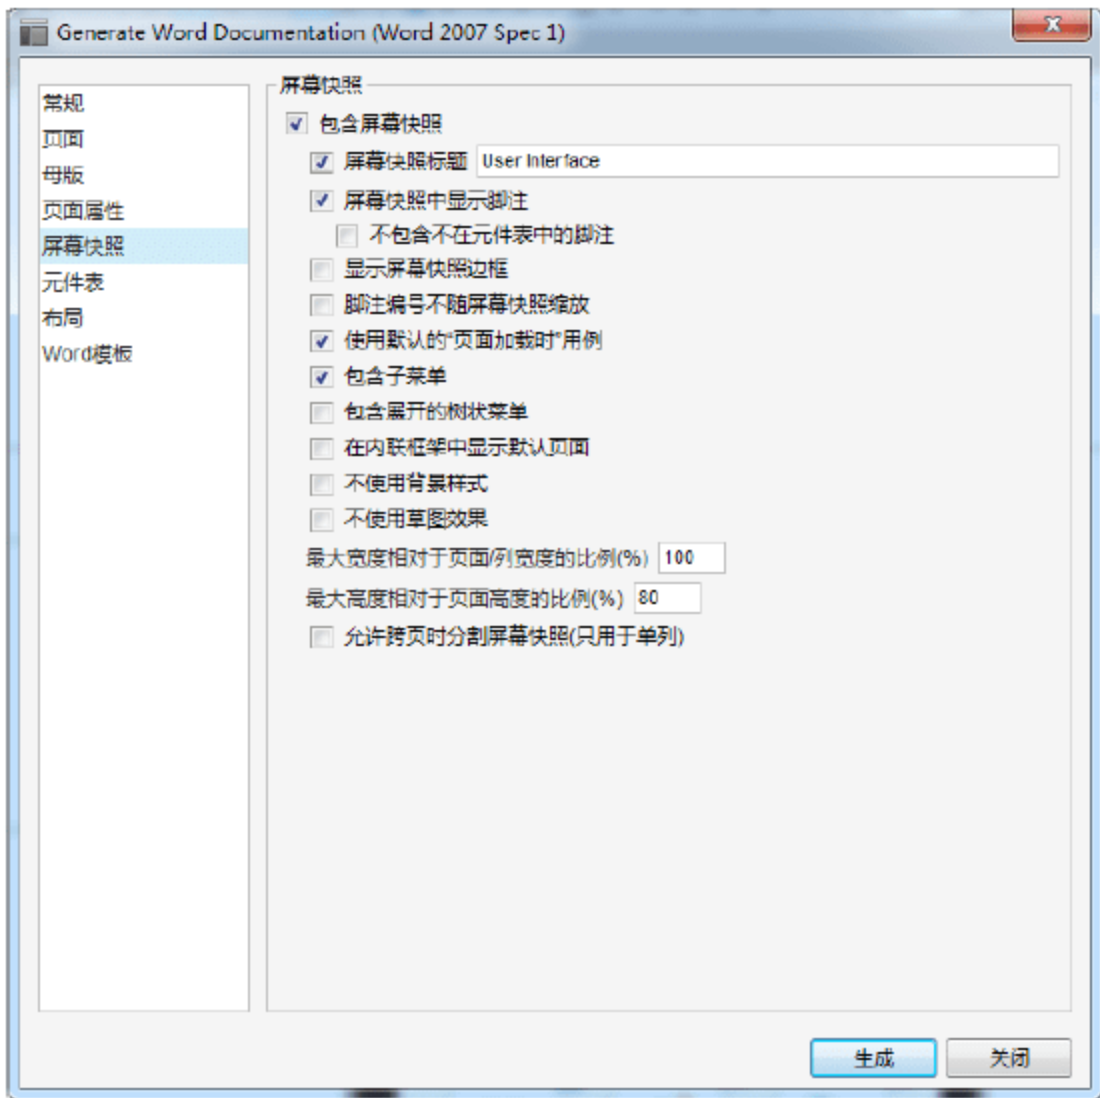 Generate Word Documentation (Word 2007 Spec 1)
常规
页面
母版
页面属性
屏幕快照
元件表
布局
Word模板
屏幕快照
包含屏幕快照
屏幕快照标题 User Interface
屏幕快照中显示脚注
不包含不在元件表中的脚注
显示屏幕快照边框
脚注编号不随屏幕快照缩放
使用默认的“页面加载时”用例
包含子菜单
包含展开的树状菜单
在内联框架中显示默认页面
不使用背景样式
不使用草图效果
最大宽度相对于页面/列宽度的比例(%) 100
最大高度相对于页面高度的比例(%) 80
允许跨页时分割屏幕快照(只用于单列)
生成 关闭